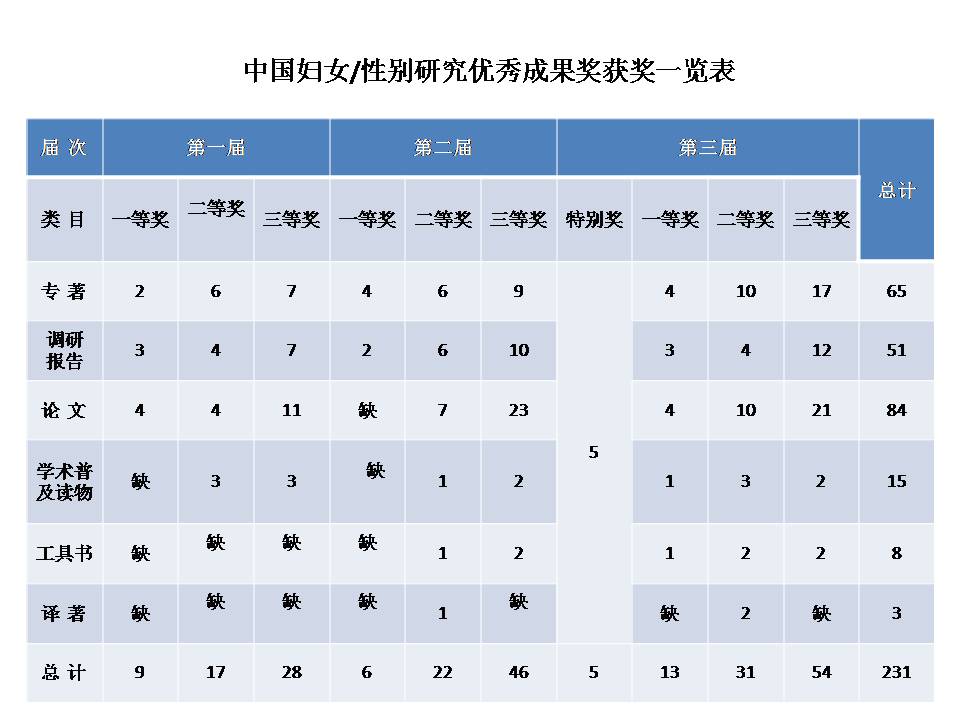 中国妇女/性别研究优秀成果奖获奖一览表
届 次 第一届 第二届 第三届 总计
类 目 一等奖 二等奖 三等奖 一等奖 二等奖 三等奖 特别奖 一等奖 二等奖 三等奖
专 著 2 6 7 4 6 9 4 10 17 65
调研
报告 3 4 7 2 6 10 3 4 12 51
论 文 4 4 11 缺 7 23 4 10 21 84
5
学术普
及读物 缺 3 3 缺 1 2 1 3 2 15
工具书 缺 缺 缺 缺 1 2 1 2 2 8
译 著 缺 缺 缺 缺 1 缺 缺 2 缺 3
总 计 9 17 28 6 22 46 5 13 31 54 231